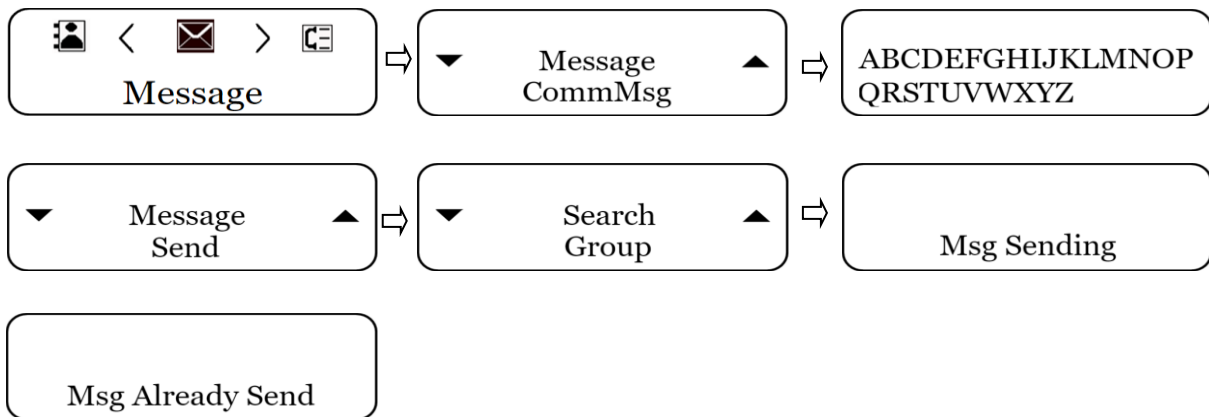 Message
Message
CommMsg
ABCDEFGHIJKLMNOP
QRSTUVWXYZ
Message
Send
Search
Group
Msg Sending
Msg Already Send